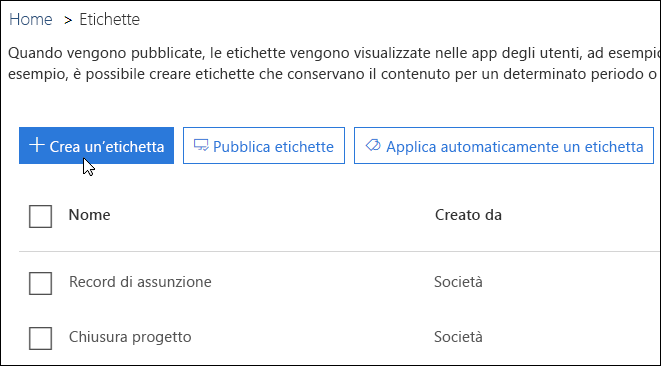 Home > Etichette
Quando vengono pubblicate, le etichette vengono visualizzate nelle app degli utenti, ad esempio
esempio, è possibile creare etichette che conservano il contenuto per un determinato periodo o
Crea un'etichetta Pubblica etichette Applica automaticamente un etichetta
Nome Creato da
Record di assunzione Società
Chiusura progetto Società